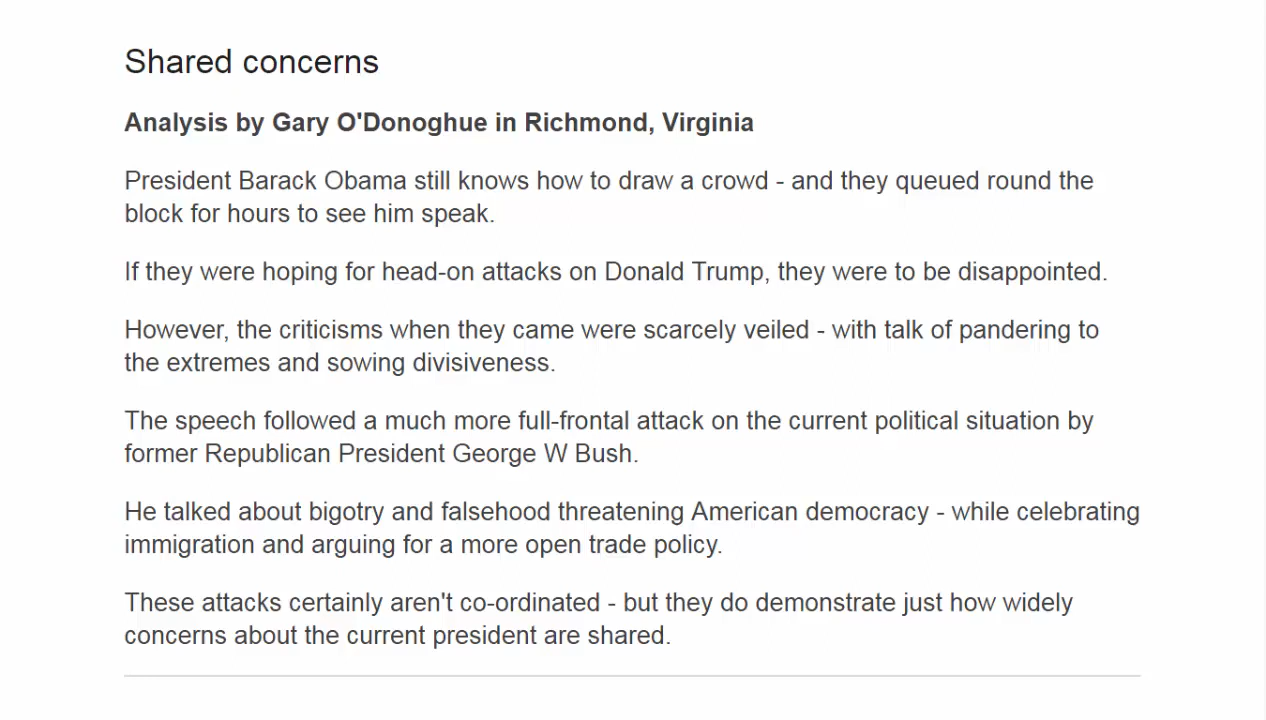 Shared concerns
Analysis by Gary O'Donoghue in Richmond, Virginia
President Barack Obama still knows how to draw a crowd - and they queued round the
block for hours to see him speak.
If they were hoping for head-on attacks on Donald Trump, they were to be disappointed.
However, the criticisms when they came were scarcely veiled - with talk of pandering to
the extremes and sowing divisiveness.
The speech followed a much more full-frontal attack on the current political situation by
former Republican President George W Bush.
He talked about bigotry and falsehood threatening American democracy - while celebrating
immigration and arguing for a more open trade policy.
These attacks certainly aren't co-ordinated - but they do demonstrate just how widely
concerns about the current president are shared.